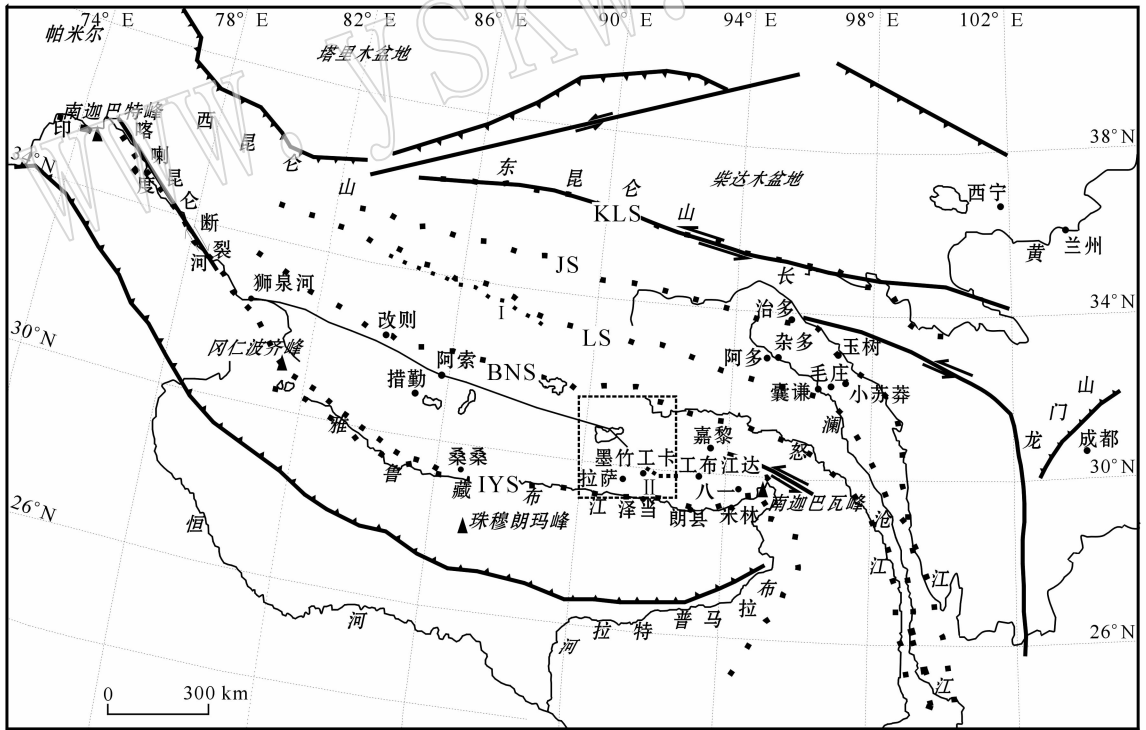 74° E
78° E
82° E
86° E
90° E
94° E
98° E
102° E
帕米尔
塔里木盆地
www.yskw.
南迦巴特峰
印度河
喀喇昆仑断裂
西昆仑山
38°N
34°N
东昆仑山
柴达木盆地
西宁
KLS
黄
兰州
JS
长
狮泉河
I
治多
34°N
改则
LS
阿多
杂多
玉树
30°N
冈仁波齐峰
阿索
BNS
毛庄
措勤
囊谦
小苏莽
龙门山
澜沧江
雅鲁藏布江
嘉黎
怒
成都
桑桑
墨竹工卡
工布江达
30°N
IYS
拉萨
II
八一
南迦巴瓦峰
泽当
朗县
米林
26°N
珠穆朗玛峰
恒河
江
布拉马普特拉河
26°N
江
0
300 km